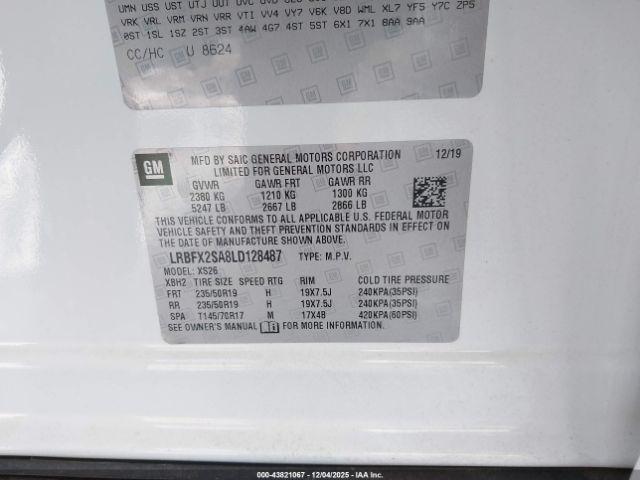 UMN USS UST UTJ
VRK VRL VRM VRN VRR VTI VV4 VY7 V6K V8D WML XL7 YF5 Y7C ZP5
0ST 1SL 1SZ 2ST 3ST 4AW 4G7 4ST 5ST 6X1 7X1 8AA 9AA
CC/HC U 8624
GM
MFD BY SAIC GENERAL MOTORS CORPORATION 12/19
LIMITED FOR GENERAL MOTORS LLC
GVWR GAWR FRT GAWR RR
2380 KG 1210 KG 1300 KG
5247 LB 2667 LB 2866 LB
THIS VEHICLE CONFORMS TO ALL APPLICABLE U.S. FEDERAL MOTOR
VEHICLE SAFETY AND THEFT PREVENTION STANDARDS IN EFFECT
ON THE DATE OF MANUFACTURE SHOWN ABOVE.
LRBFX2SA8LD128487 TYPE: M.P.V.
MODEL: XS26
XBH2 TIRE SIZE SPEED RTG RIM COLD TIRE PRESSURE
FRT 235/50R19 H 19X7.5J 240KPA(35PSI)
RR 235/50R19 H 19X7.5J 240KPA(35PSI)
SPA T145/70R17 M 17X4B 420KPA(60PSI)
SEE OWNER'S MANUAL FOR MORE INFORMATION.
000-43821067 - 12/04/2025 - IAA